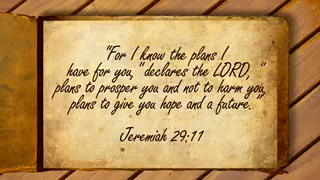 "For I know the plans I
have for you," declares the LORD, "
plans to prosper you and not to harm you,
plans to give you hope and a future."
Jeremiah 29:11